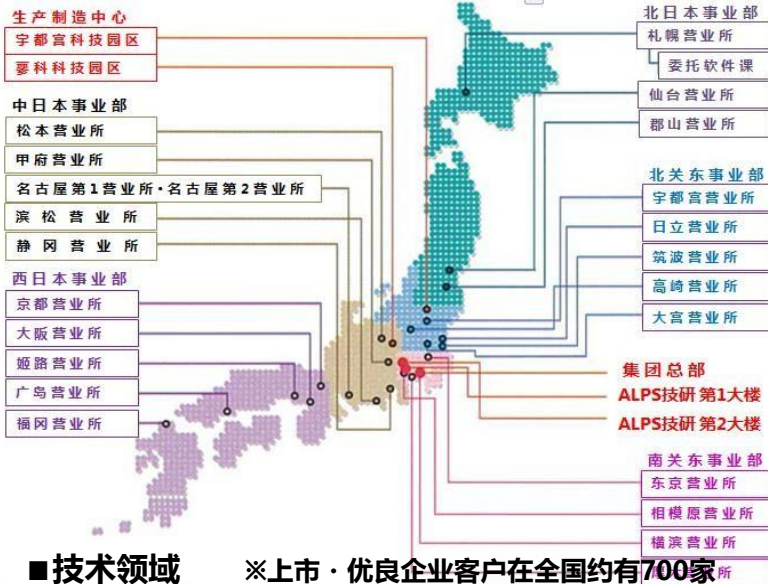 生产制造中心
宇都宫科技园区
蓼科科技园区
中日本事业部
松本营业所
甲府营业所
名古屋第1营业所·名古屋第2营业所
滨松营业所
静冈营业所
西日本事业部
京都营业所
大阪营业所
姬路营业所
广岛营业所
福冈营业所
北日本事业部
札幌营业所
委托软件课
仙台营业所
郡山营业所
北关东事业部
宇都宫营业所
日立营业所
筑波营业所
高崎营业所
大宫营业所
集团总部
ALPS技研 第1大楼
ALPS技研 第2大楼
南关东事业部
东京营业所
相模原营业所
横滨营业所
■技术领域 ※上市·优良企业客户在全国约有700家